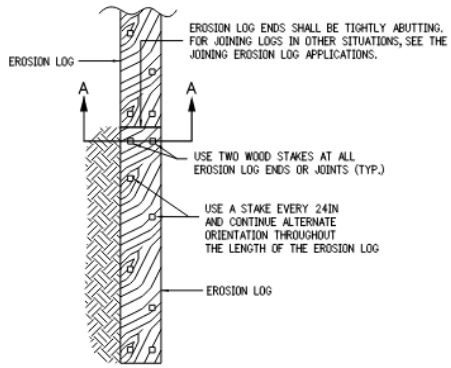 EROSION LOG ENDS SHALL BE TIGHTLY ABUTTING.
FOR JOINING LOGS IN OTHER SITUATIONS, SEE THE
JOINING EROSION LOG APPLICATIONS.
EROSION LOG
A
A
USE TWO WOOD STAKES AT ALL
EROSION LOG ENDS OR JOINTS (TYP.)
USE A STAKE EVERY 24IN
AND CONTINUE ALTERNATE
ORIENTATION THROUGHOUT
THE LENGTH OF THE EROSION LOG
EROSION LOG